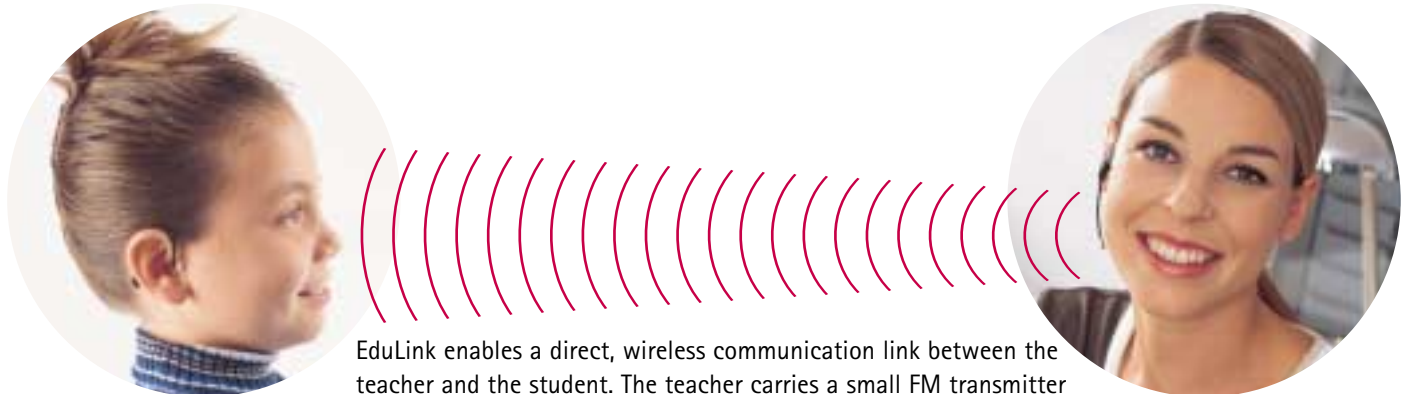 EduLink enables a direct, wireless communication link between the
teacher and the student. The teacher carries a small FM transmitter